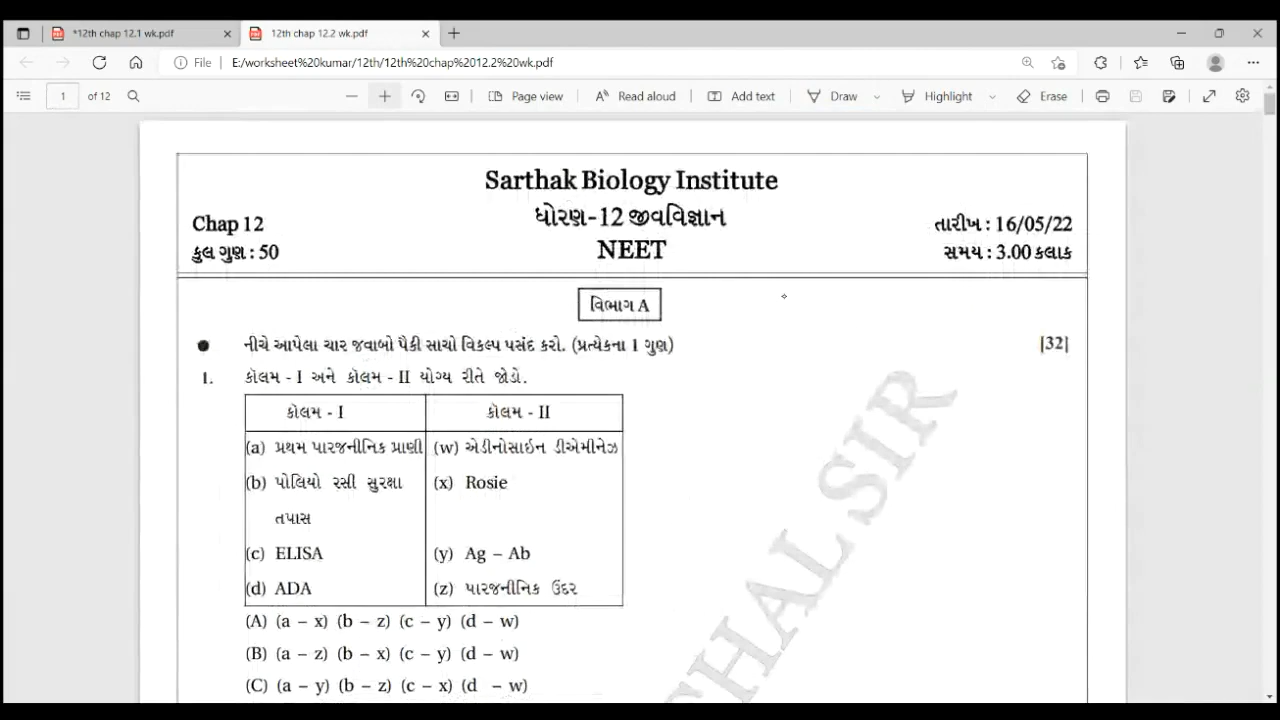 *12th chap 12.1 wk.pdf
12th chap 12.2 wk.pdf
File E:/worksheet%20kumar/12th/12th%20chap%2012.2%20wk.pdf
1 of 12 Page view Read aloud Add text Draw Highlight Erase
Sarthak Biology Institute
Chap 12 ધોરણ-12 જીવવિજ્ઞાન તારીખ : 16/05/22
કુલ ગુણ : 50 NEET સમય : 3.00 કલાક
વિભાગ A
● નીચે આપેલા ચાર જવાબો પૈકી સાચો વિકલ્પ પસંદ કરો. (પ્રત્યેકના 1 ગુણ) [32]
1. કૉલમ - I અને કૉલમ - II યોગ્ય રીતે જોડો.
કૉલમ - I કૉલમ - II
(a) પ્રથમ પારજનીનિક પ્રાણી (w) એડીનોસાઇન ડીએમીનેઝ
(b) પોલિયો રસી સુરક્ષા (x) Rosie
તપાસ
(c) ELISA (y) Ag – Ab
(d) ADA (z) પારજનીનિક ઉંદર
(A) (a – x) (b – z) (c – y) (d – w)
(B) (a – z) (b – x) (c – y) (d – w)
(C) (a – y) (b – z) (c – x) (d – w)
HAL SIR